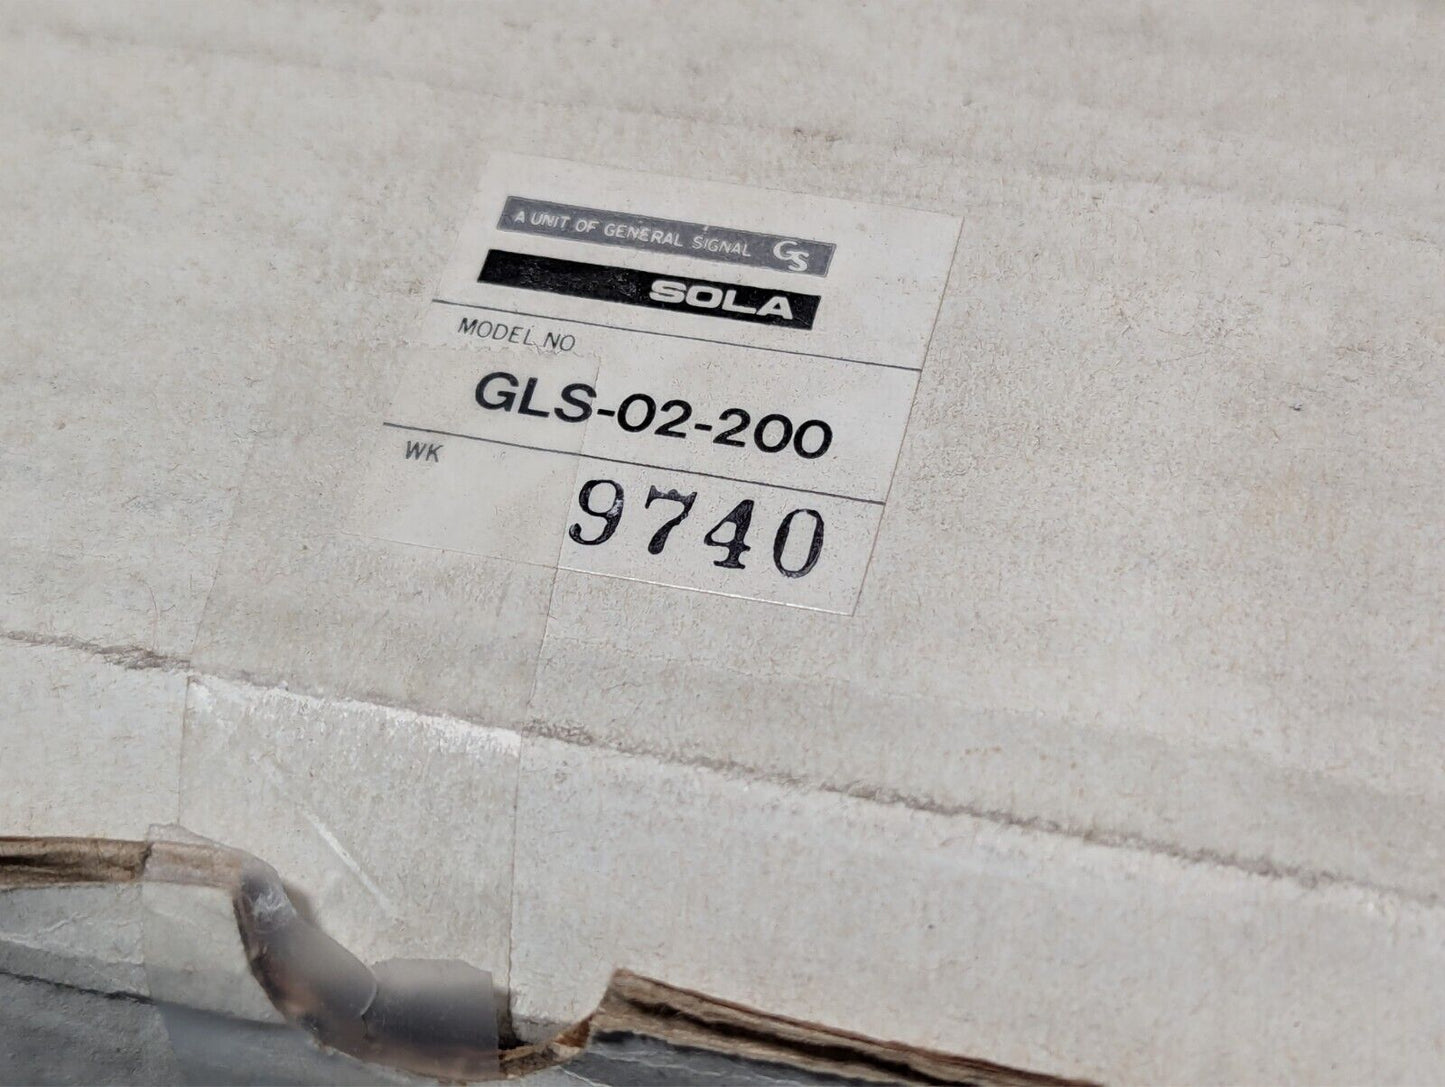 A UNIT OF GENERAL SIGNAL GS
SOLA
MODEL NO
GLS-02-200
WK
9740